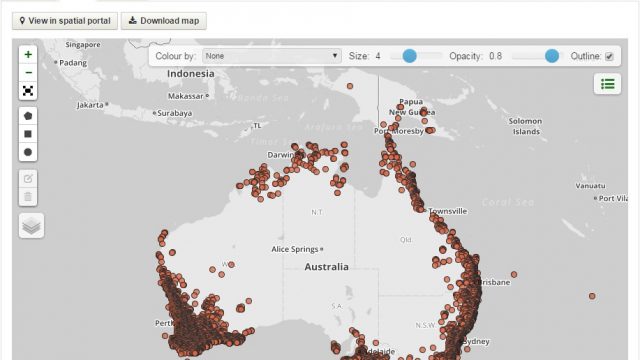 View in spatial portal
Download map
Colour by: None
Size: 4
Opacity: 0.8
Outline:
Singapore
Padang
Indonesia
Makassar
Banda Sea
Jakarta
Surabaya
TL
Arafura Sea
Timor Sea
Papua New Guinea
Port Moresby
Solomon Islands
Darwin
Vanuatu
Port Vila
Coral Sea
Townsville
N.T.
Qld
Alice Springs
Australia
W
Brisbane
S.A.
N.S.W.
Perth
Sydney
Adelaide